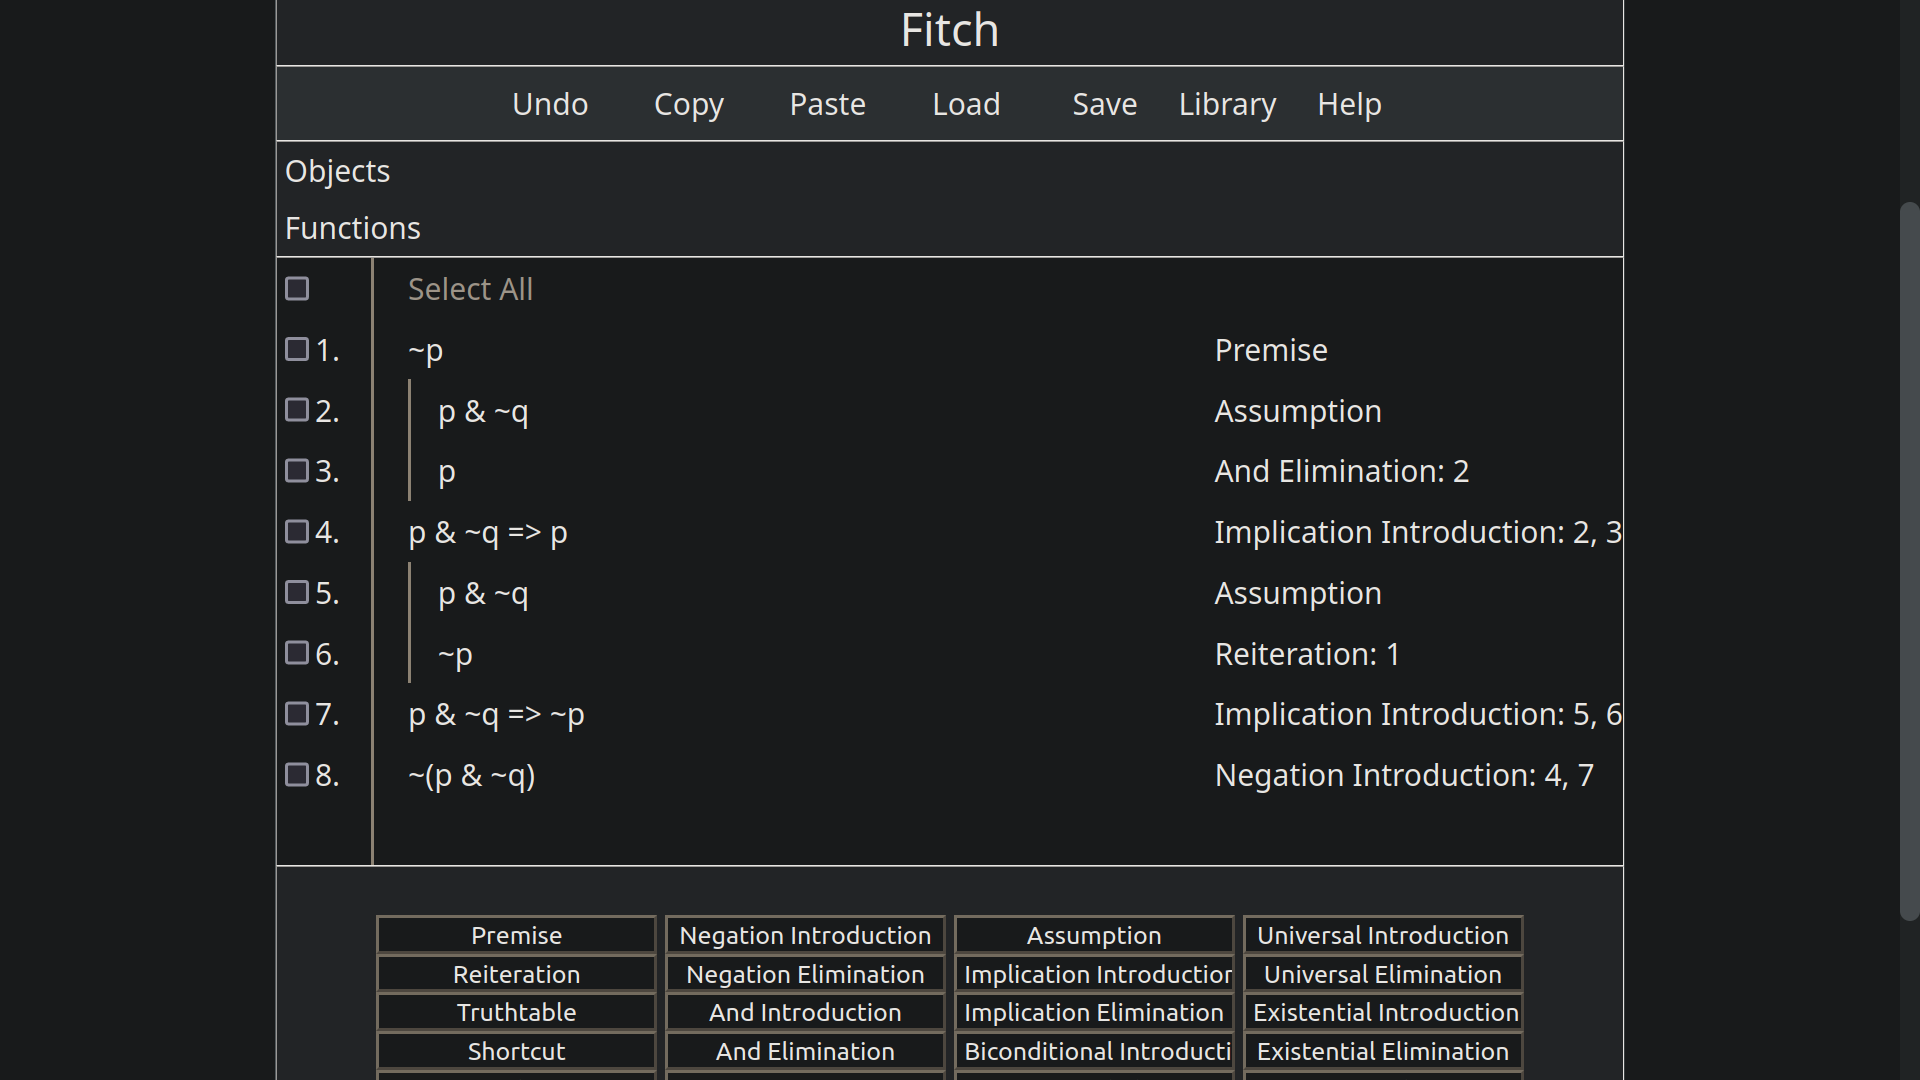 Fitch
Undo Copy Paste Load Save Library Help
Objects
Functions
Select All
1. ~p Premise
2. p & ~q Assumption
3. p And Elimination: 2
4. p & ~q => p Implication Introduction: 2, 3
5. p & ~q Assumption
6. ~p Reiteration: 1
7. p & ~q => ~p Implication Introduction: 5, 6
8. ~(p & ~q) Negation Introduction: 4, 7
Premise Negation Introduction Assumption Universal Introduction
Reiteration Negation Elimination Implication Introduction Universal Elimination
Truthtable And Introduction Implication Elimination Existential Introduction
Shortcut And Elimination Biconditional Introducti Existential Elimination